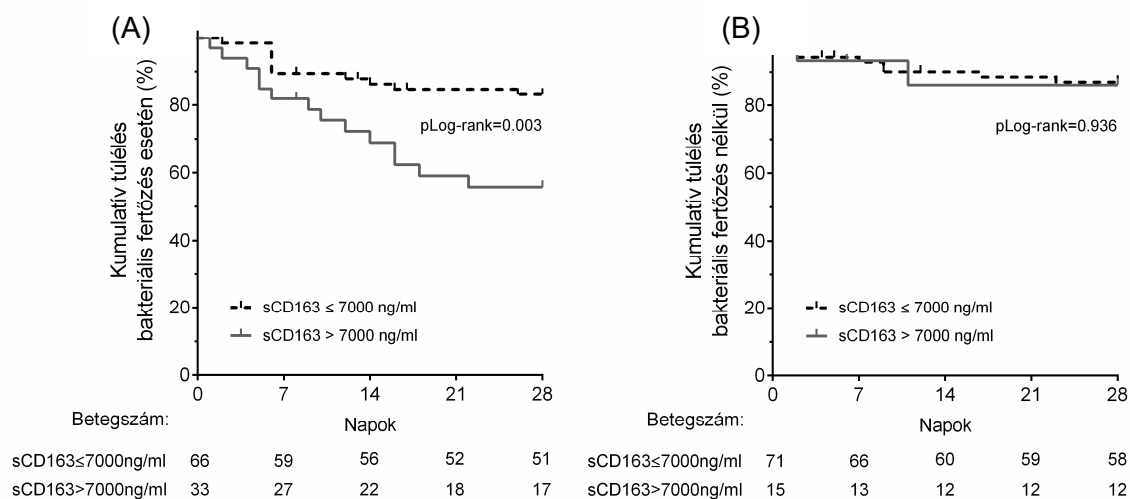 (A)
Kumulatív túlélés
bakteriális fertőzés esetén (%)
80
60
40
20
0
pLog-rank=0.003
sCD163 ≤ 7000 ng/ml
sCD163 > 7000 ng/ml
0 7 14 21 28
Betegszám:
Napok
sCD163≤7000ng/ml 66 59 56 52 51
sCD163>7000ng/ml 33 27 22 18 17
(B)
Kumulatív túlélés
bakteriális fertőzés nélkül (%)
80
60
40
20
0
pLog-rank=0.936
sCD163 ≤ 7000 ng/ml
sCD163 > 7000 ng/ml
0 7 14 21 28
Betegszám:
Napok
sCD163≤7000ng/ml 71 66 60 59 58
sCD163>7000ng/ml 15 13 12 12 12